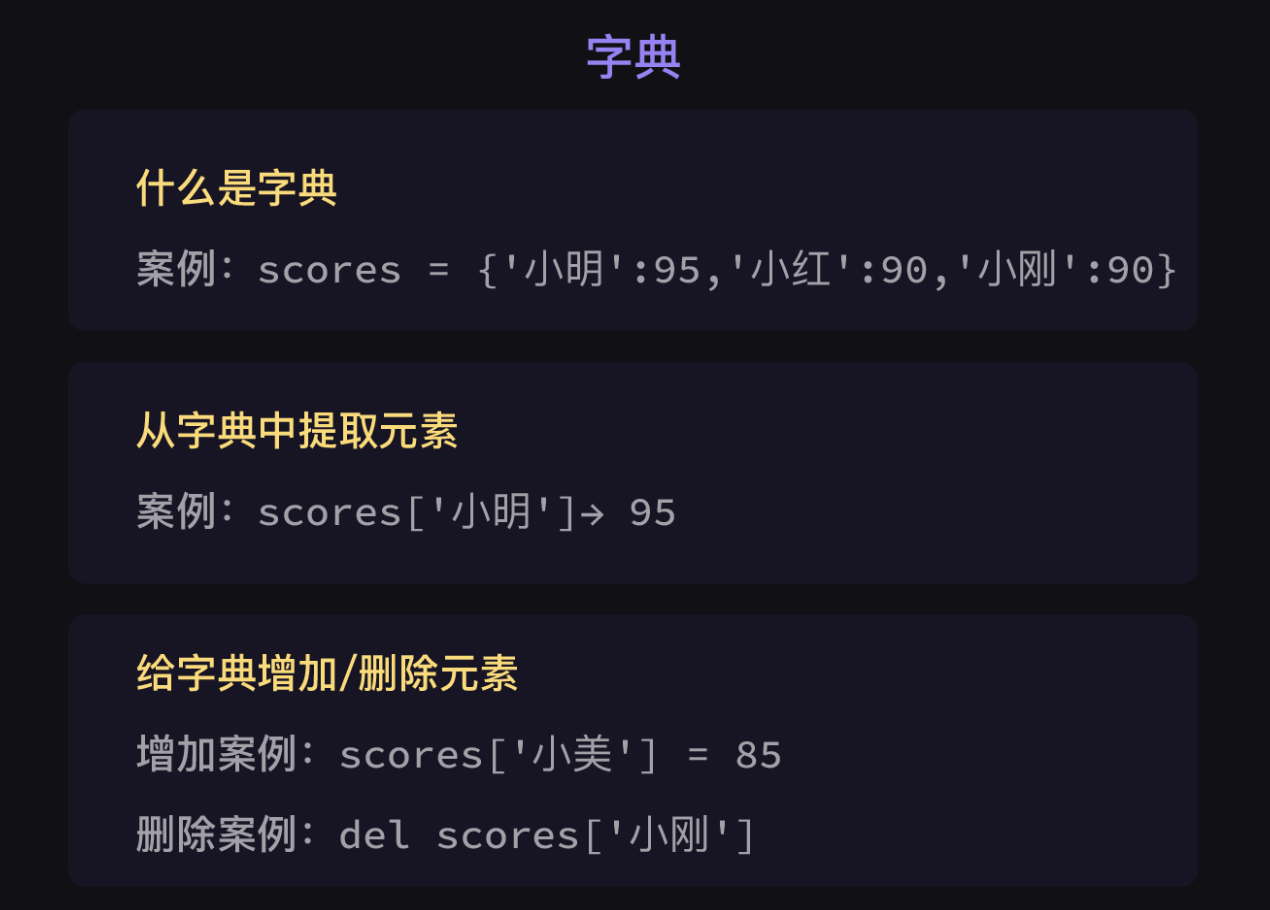 字典
什么是字典
案例：scores = {'小明':95,'小红':90,'小刚':90}
从字典中提取元素
案例：scores['小明']→ 95
给字典增加/删除元素
增加案例：scores['小美'] = 85
删除案例：del scores['小刚']